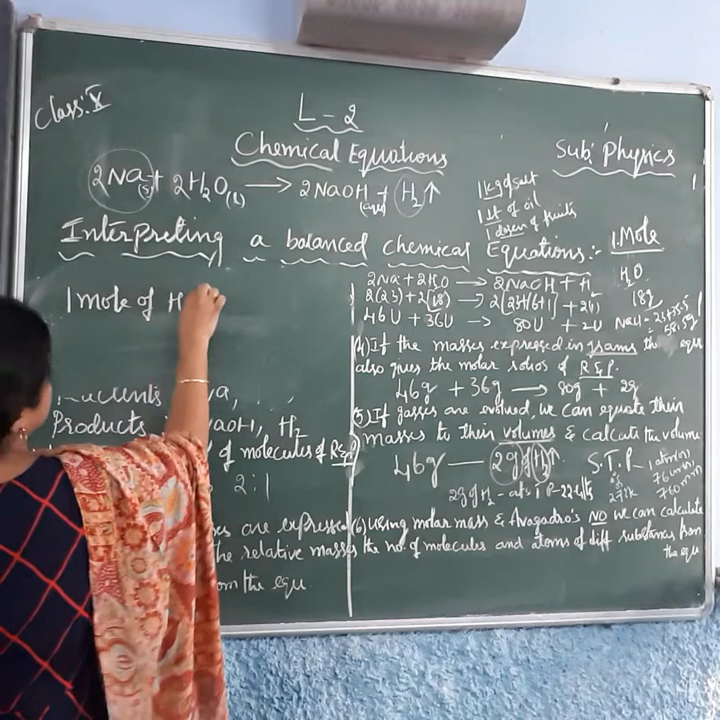 Class: X
L - 2
Chemical Equations
Sub: Physics
2Na(s) + 2H2O(l) → 2NaOH(aq) + H2↑
1 kg of salt
1 lt of oil
1 dozen of fruits
Interpreting a balanced chemical Equations:-
1 Mole
H2O
18g
NaCl = 23+35.5
= 58.5g
1 mole of H
Products
NaOH, H2
of molecules of R&P
2:1
are expressed
the relative masses
from the equ.
2Na + 2H2O → 2NaOH + H2
2(23) + 2(18) → 2(23+16+1) + 2(1)
46U + 36U → 80U + 2U
(4) If the masses expressed in grams the equ
also gives the molar ratios of R&P.
46g + 36g → 80g + 2g
(5) If gasses are evolved, we can equate their
masses to their volumes & calculate the volume
46g — 2g (H2)↑
S.T.P -
1 atm
76 cm
760 mm
273K
(6) using molar mass & Avagadro's NO we can calculate
the no. of molecules and atoms of diff substances from
the equ